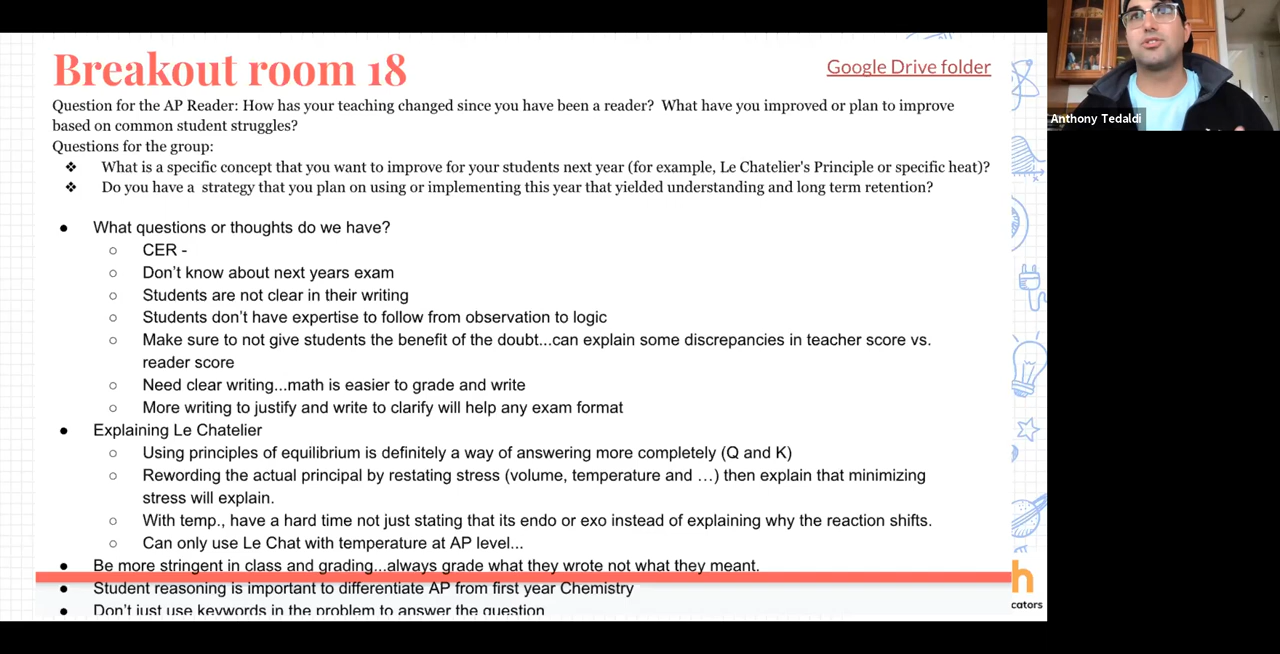 Breakout room 18
Google Drive folder
Question for the AP Reader: How has your teaching changed since you have been a reader? What have you improved or plan to improve
based on common student struggles?
Questions for the group:
❖ What is a specific concept that you want to improve for your students next year (for example, Le Chatelier's Principle or specific heat)?
❖ Do you have a strategy that you plan on using or implementing this year that yielded understanding and long term retention?
● What questions or thoughts do we have?
○ CER -
○ Don't know about next years exam
○ Students are not clear in their writing
○ Students don't have expertise to follow from observation to logic
○ Make sure to not give students the benefit of the doubt...can explain some discrepancies in teacher score vs.
reader score
○ Need clear writing...math is easier to grade and write
○ More writing to justify and write to clarify will help any exam format
● Explaining Le Chatelier
○ Using principles of equilibrium is definitely a way of answering more completely (Q and K)
○ Rewording the actual principal by restating stress (volume, temperature and …) then explain that minimizing
stress will explain.
○ With temp., have a hard time not just stating that its endo or exo instead of explaining why the reaction shifts.
○ Can only use Le Chat with temperature at AP level...
● Be more stringent in class and grading...always grade what they wrote not what they meant.
● Student reasoning is important to differentiate AP from first year Chemistry
● Don't just use keywords in the problem to answer the question
h
cators
Anthony Tedaldi